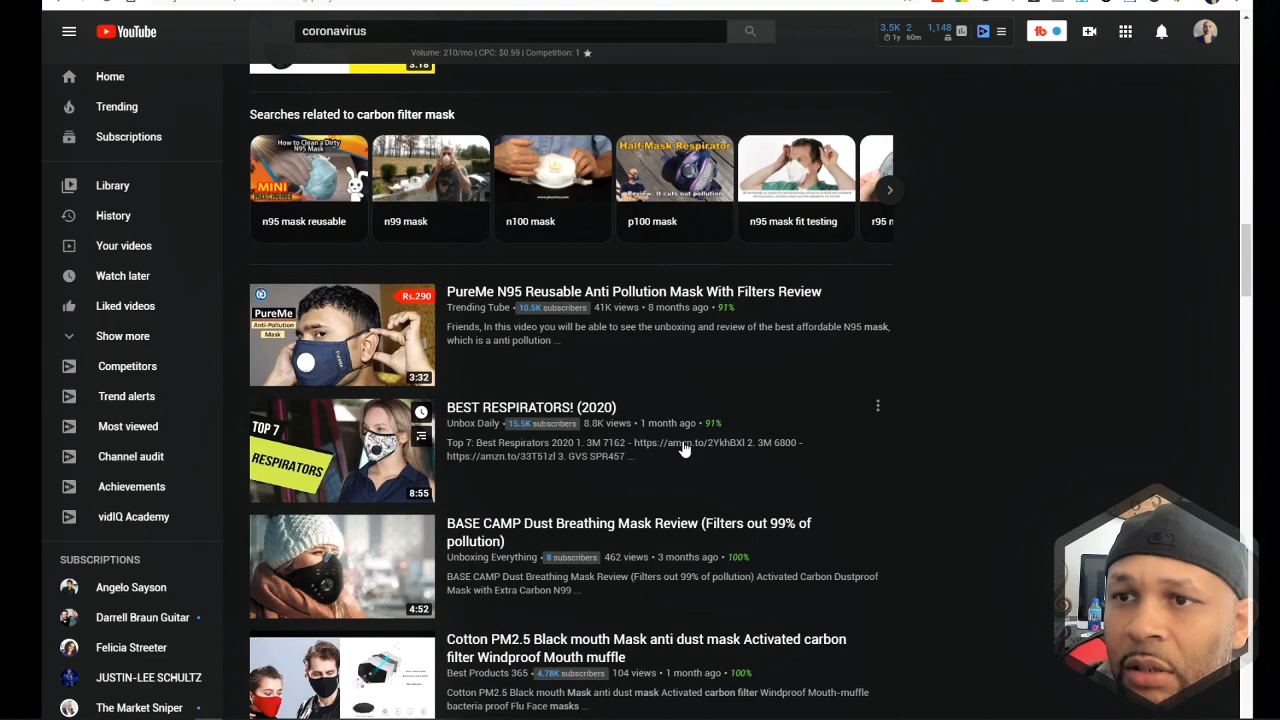 YouTube
coronavirus
3.5K 2 1,148
1y 60m
tb
Volume: 210/mo | CPC: $0.59 | Competition: 1
3:18
Home
Trending
Subscriptions
Library
History
Your videos
Watch later
Liked videos
Show more
Competitors
Trend alerts
Most viewed
Channel audit
Achievements
vidIQ Academy
SUBSCRIPTIONS
Angelo Sayson
Darrell Braun Guitar
Felicia Streeter
JUSTIN LEE SCHULTZ
The Market Sniper
Searches related to carbon filter mask
How to Clean a Dirty
N95 Mask
MINI
Half-Mask Respirator
Review: It cuts out pollution
n95 mask reusable
n99 mask
n100 mask
p100 mask
n95 mask fit testing
r95
Rs.290
PureMe
Anti-Pollution
Mask
3:32
PureMe N95 Reusable Anti Pollution Mask With Filters Review
Trending Tube • 10.5K subscribers 41K views • 8 months ago • 91%
Friends, In this video you will be able to see the unboxing and review of the best affordable N95 mask,
which is a anti pollution ...
TOP 7
RESPIRATORS
8:55
BEST RESPIRATORS! (2020)
Unbox Daily • 15.5K subscribers 8.8K views • 1 month ago • 91%
Top 7: Best Respirators 2020 1. 3M 7162 - https://amzn.to/2YkhBXl 2. 3M 6800 -
https://amzn.to/33T51zl 3. GVS SPR457 ...
4:52
BASE CAMP Dust Breathing Mask Review (Filters out 99% of
pollution)
Unboxing Everything • 8 subscribers 462 views • 3 months ago • 100%
BASE CAMP Dust Breathing Mask Review (Filters out 99% of pollution) Activated Carbon Dustproof
Mask with Extra Carbon N99 ...
Cotton PM2.5 Black mouth Mask anti dust mask Activated carbon
filter Windproof Mouth muffle
Best Products 365 • 4.78K subscribers 104 views • 1 month ago • 100%
Cotton PM2.5 Black mouth Mask anti dust mask Activated carbon filter Windproof Mouth-muffle
bacteria proof Flu Face masks ...